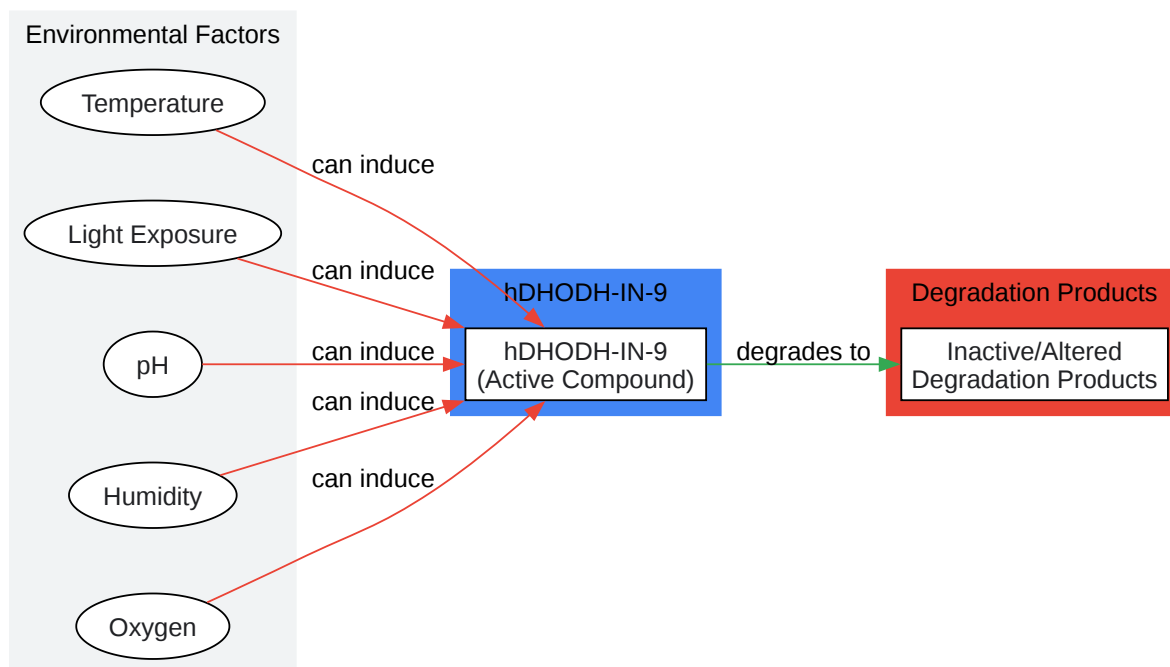 Environmental Factors
Temperature
can induce
Light Exposure
can induce
hDHODH-IN-9
Degradation Products
pH
can induce
hDHODH-IN-9
(Active Compound)
degrades to
Inactive/Altered
Degradation Products
can induce
Humidity
can induce
Oxygen